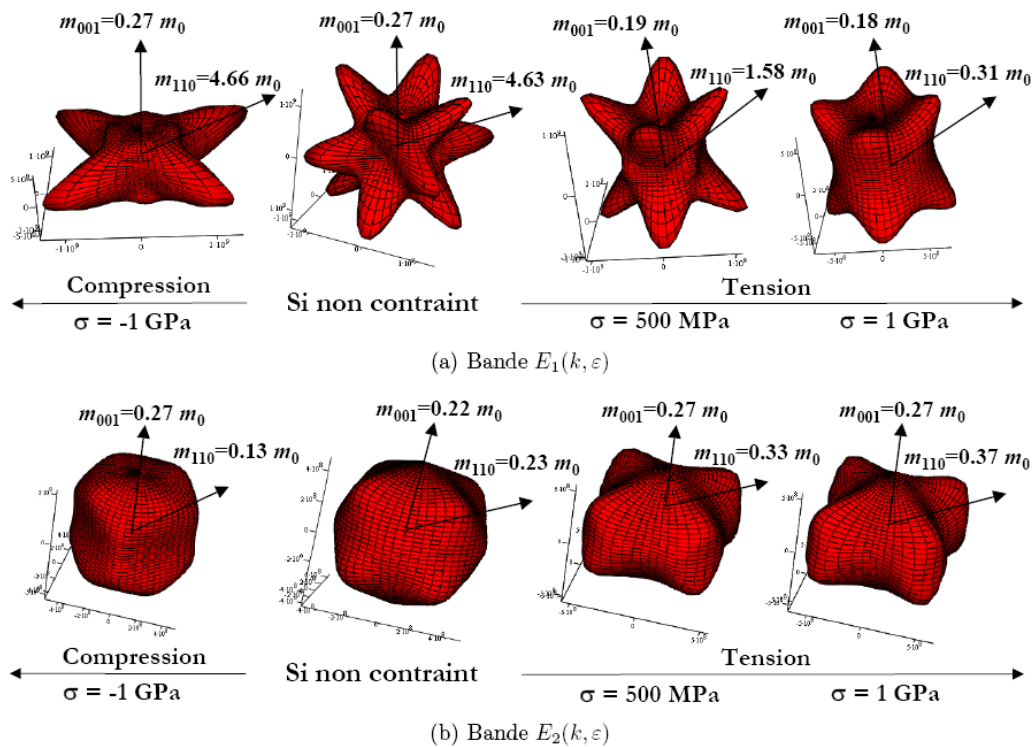 m001=0.27 m0 m001=0.27 m0 m001=0.19 m0 m001=0.18 m0
m110=4.66 m0 m110=4.63 m0 m110=1.58 m0 m110=0.31 m0
Compression Si non contraint Tension
σ = -1 GPa σ = 500 MPa σ = 1 GPa
(a) Bande E1(k, ε)
m001=0.27 m0 m001=0.22 m0 m001=0.27 m0 m001=0.27 m0
m110=0.13 m0 m110=0.23 m0 m110=0.33 m0 m110=0.37 m0
Compression Si non contraint Tension
σ = -1 GPa σ = 500 MPa σ = 1 GPa
(b) Bande E2(k, ε)